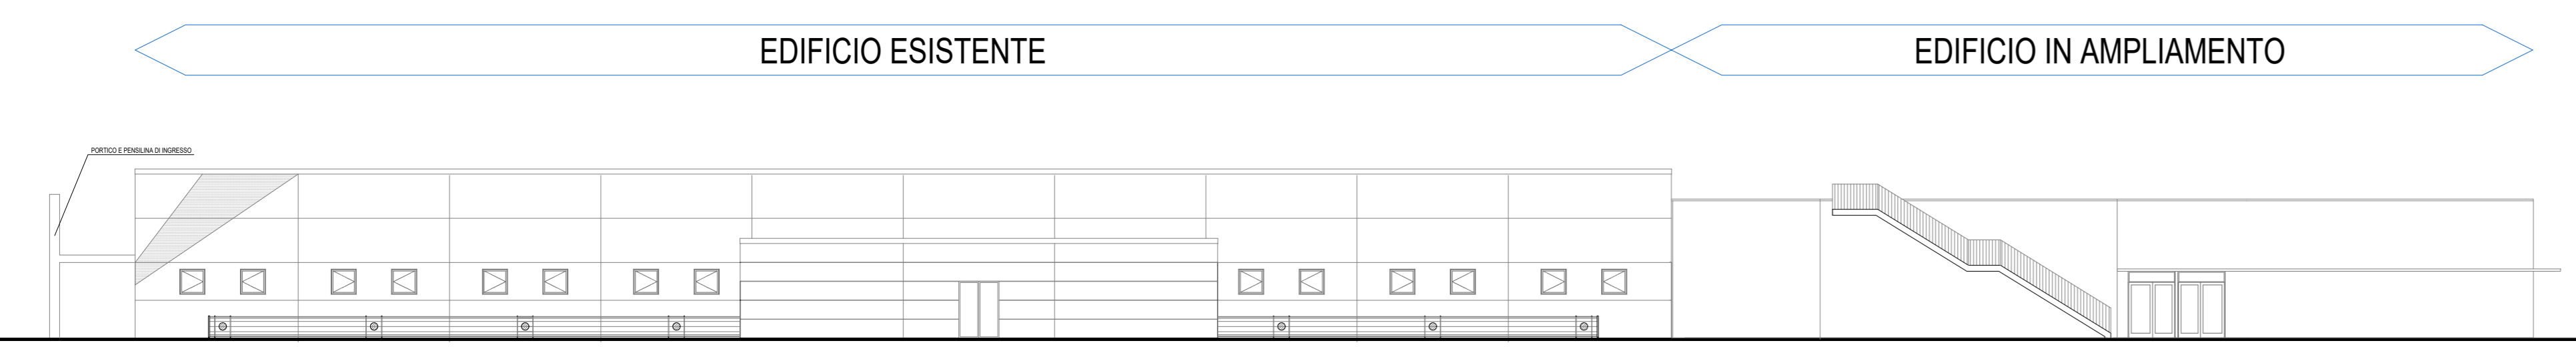 EDIFICIO ESISTENTE
EDIFICIO IN AMPLIAMENTO
PORTICO E PENSILINA DI INGRESSO